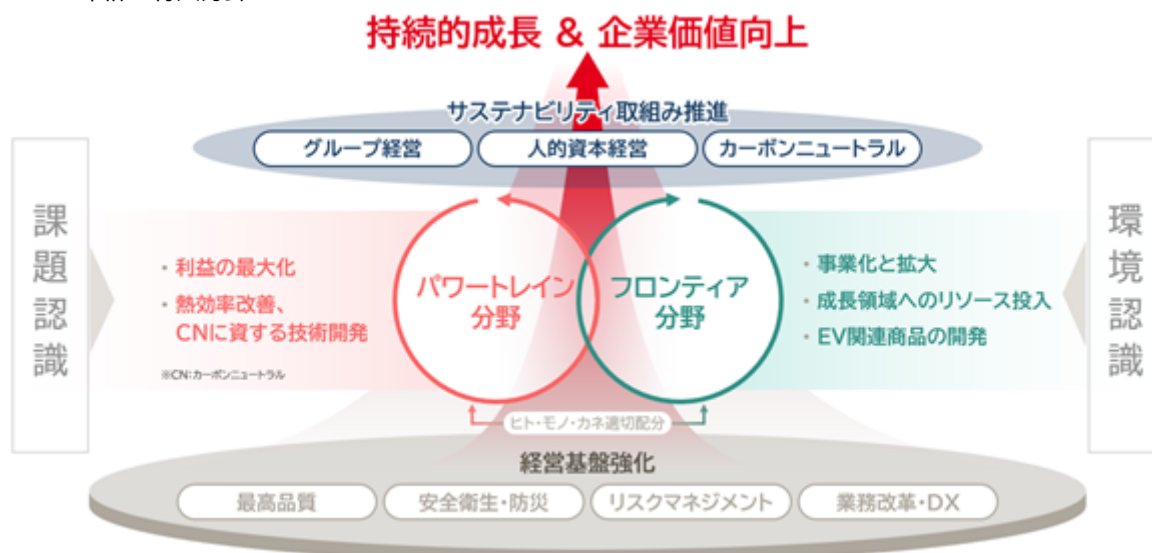 持続的成長 & 企業価値向上
サステナビリティ取組み推進
グループ経営
人的資本経営
カーボンニュートラル
課題認識
・利益の最大化
・熱効率改善、
CNに資する技術開発
※CN:カーボンニュートラル
パワートレイン
分野
フロンティア
分野
・事業化と拡大
・成長領域へのリソース投入
・EV関連商品の開発
環境認識
ヒト・モノ・カネ適切配分
経営基盤強化
最高品質
安全衛生・防災
リスクマネジメント
業務改革・DX